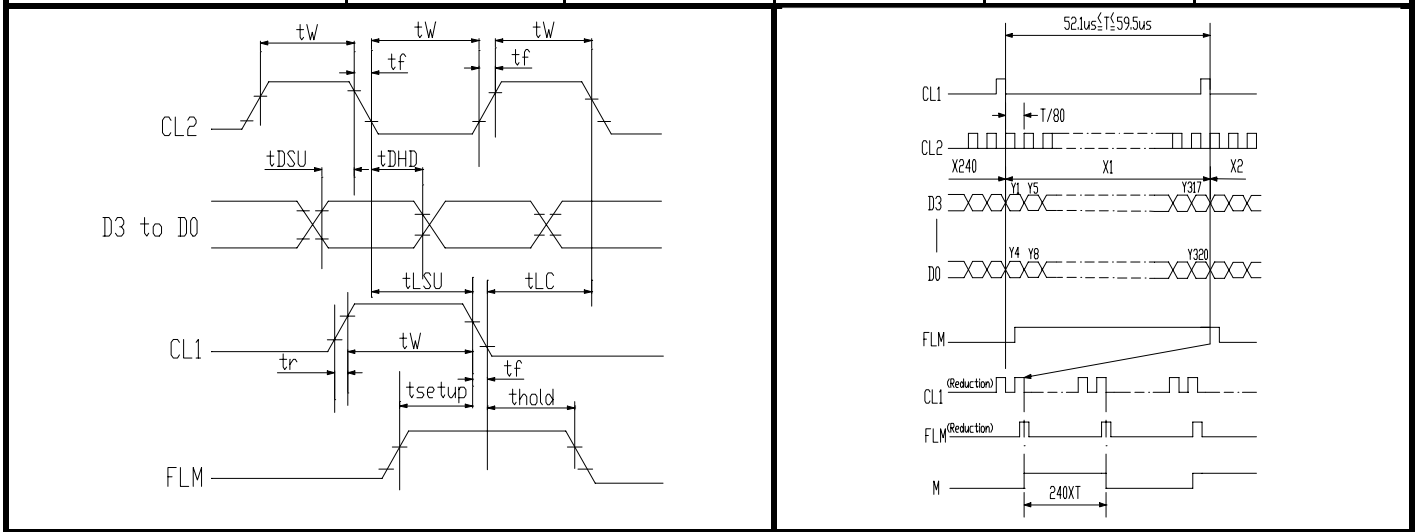 tW tW tW
tf tf
CL2
tDSU tDHD
D3 to D0
tLSU tLC
CL1
tW
tr
tf
tsetup thold
FLM
52.1us≦T≦59.5us
CL1
T/80
CL2
X240 X1 X2
D3
Y1 Y5 Y317
D0
Y4 Y8 Y320
FLM
CL1 (Reduction)
FLM (Reduction)
M
240XT